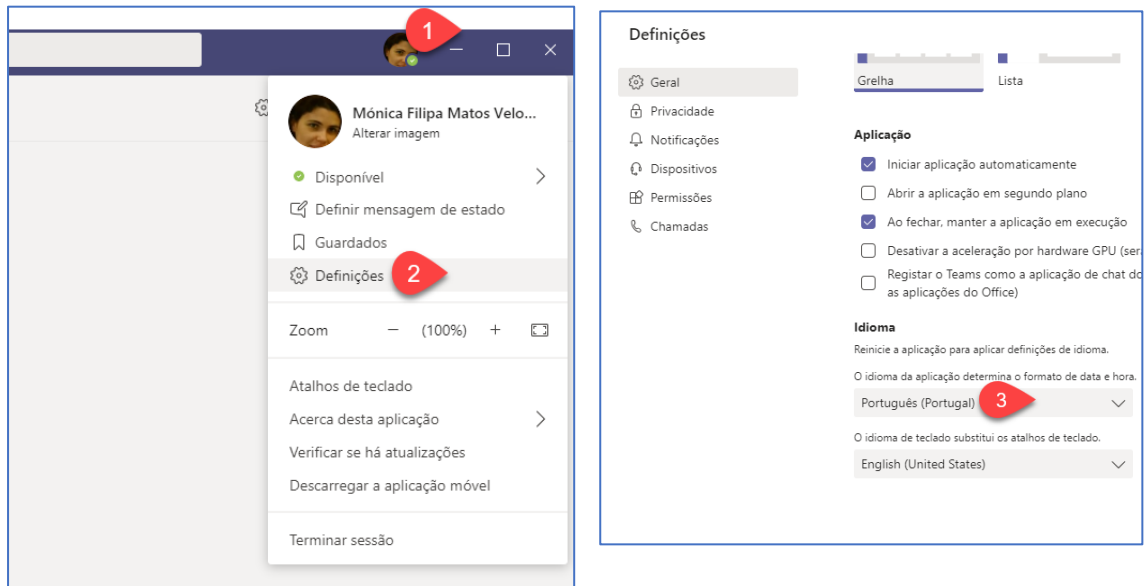 1
Mónica Filipa Matos Velo...
Alterar imagem
Disponível
Definir mensagem de estado
Guardados
Definições 2
Zoom − (100%) +
Atalhos de teclado
Acerca desta aplicação
Verificar se há atualizações
Descarregar a aplicação móvel
Terminar sessão
Definições
Geral
Privacidade
Notificações
Dispositivos
Permissões
Chamadas
Grelha Lista
Aplicação
Iniciar aplicação automaticamente
Abrir a aplicação em segundo plano
Ao fechar, manter a aplicação em execução
Desativar a aceleração por hardware GPU (ser
Registar o Teams como a aplicação de chat do
as aplicações do Office)
Idioma
Reinicie a aplicação para aplicar definições de idioma.
O idioma da aplicação determina o formato de data e hora.
Português (Portugal) 3
O idioma de teclado substitui os atalhos de teclado.
English (United States)